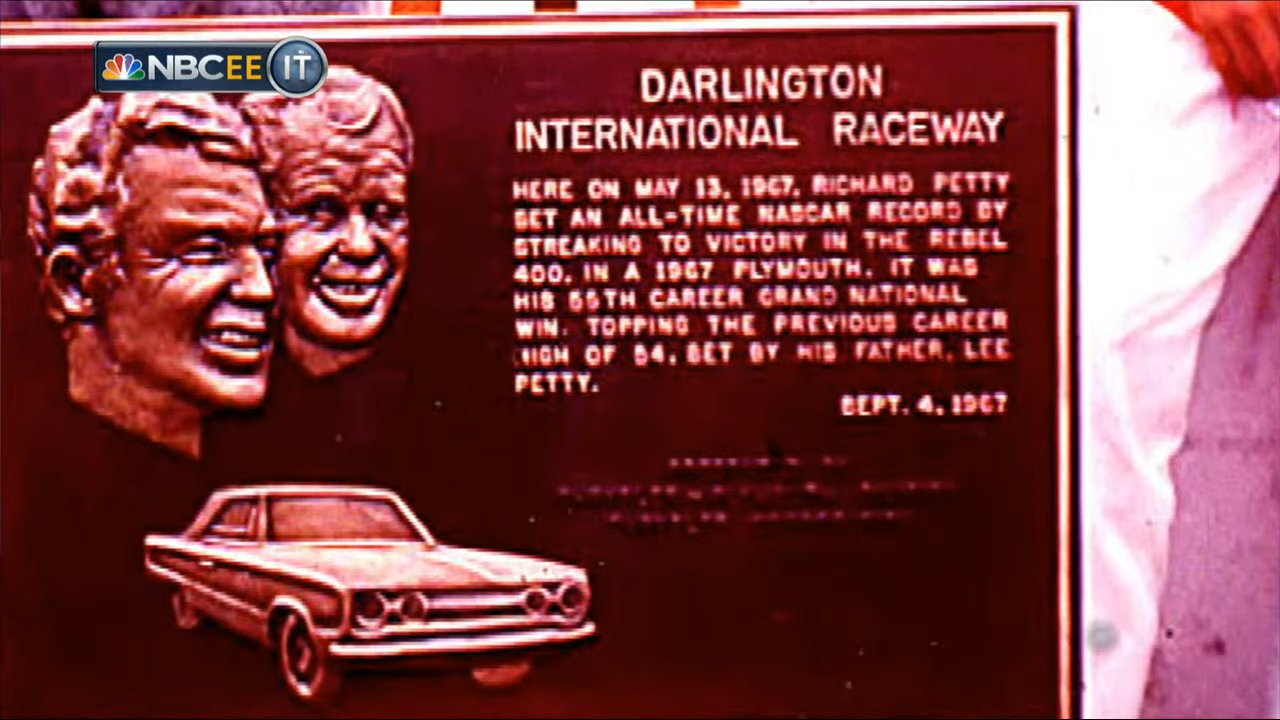 NBCEE IT
DARLINGTON
INTERNATIONAL RACEWAY
HERE ON MAY 13, 1967, RICHARD PETTY
SET AN ALL-TIME NASCAR RECORD BY
STREAKING TO VICTORY IN THE REBEL
400, IN A 1967 PLYMOUTH. IT WAS
HIS 55TH CAREER GRAND NATIONAL
WIN, TOPPING THE PREVIOUS CAREER
HIGH OF 54, SET BY HIS FATHER, LEE
PETTY.
SEPT. 4, 1967